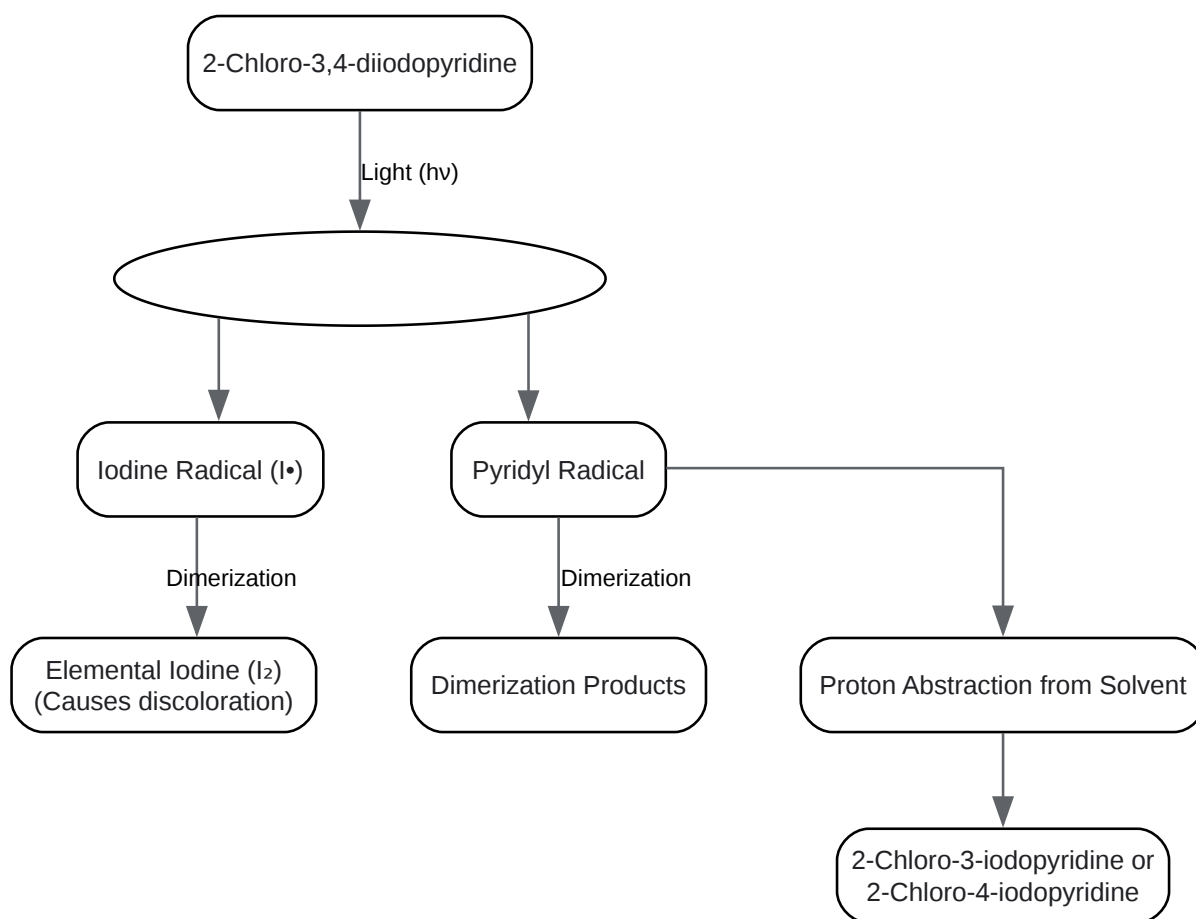 2-Chloro-3,4-diiodopyridine
Light (hν)
Iodine Radical (I•)
Pyridyl Radical
Dimerization
Dimerization
Elemental Iodine (I₂)
(Causes discoloration)
Dimerization Products
Proton Abstraction from Solvent
2-Chloro-3-iodopyridine or
2-Chloro-4-iodopyridine